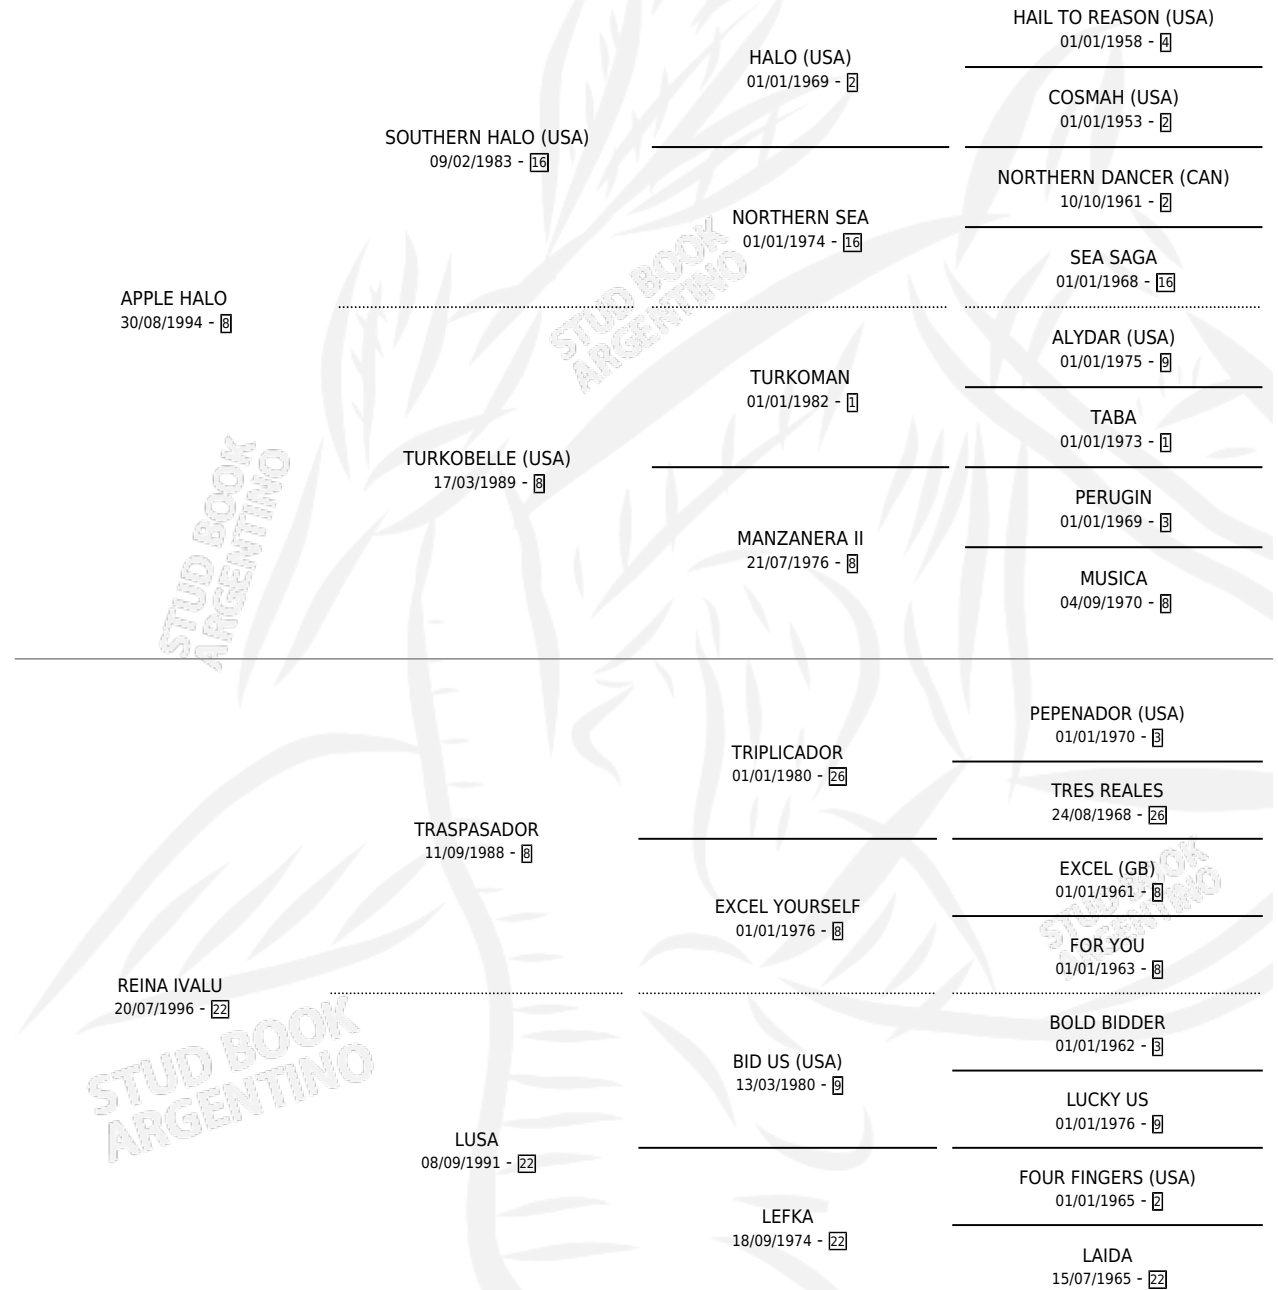 HAIL TO REASON (USA)
01/01/1958 - 4
HALO (USA)
01/01/1969 - 2
COSMAH (USA)
01/01/1953 - 2
SOUTHERN HALO (USA)
09/02/1983 - 16
NORTHERN DANCER (CAN)
10/10/1961 - 2
NORTHERN SEA
01/01/1974 - 16
SEA SAGA
01/01/1968 - 16
APPLE HALO
30/08/1994 - 8
STUD BOOK
ARGENTINO
ALYDAR (USA)
01/01/1975 - 9
TURKOMAN
01/01/1982 - 1
TABA
01/01/1973 - 1
TURKOBELLE (USA)
17/03/1989 - 8
PERUGIN
01/01/1969 - 3
MANZANERA II
21/07/1976 - 8
MUSICA
04/09/1970 - 8
STUD BOOK
ARGENTINO
PEPENADOR (USA)
01/01/1970 - 3
TRIPLICADOR
01/01/1980 - 26
TRES REALES
24/08/1968 - 26
TRASPASADOR
11/09/1988 - 8
EXCEL (GB)
01/01/1961 - 8
EXCEL YOURSELF
01/01/1976 - 8
FOR YOU
01/01/1963 - 8
STUD BOOK
ARGENTINO
REINA IVALU
20/07/1996 - 22
BOLD BIDDER
01/01/1962 - 3
BID US (USA)
13/03/1980 - 9
LUCKY US
01/01/1976 - 9
STUD BOOK
ARGENTINO
LUSA
08/09/1991 - 22
FOUR FINGERS (USA)
01/01/1965 - 2
LEFKA
18/09/1974 - 22
LAIDA
15/07/1965 - 22